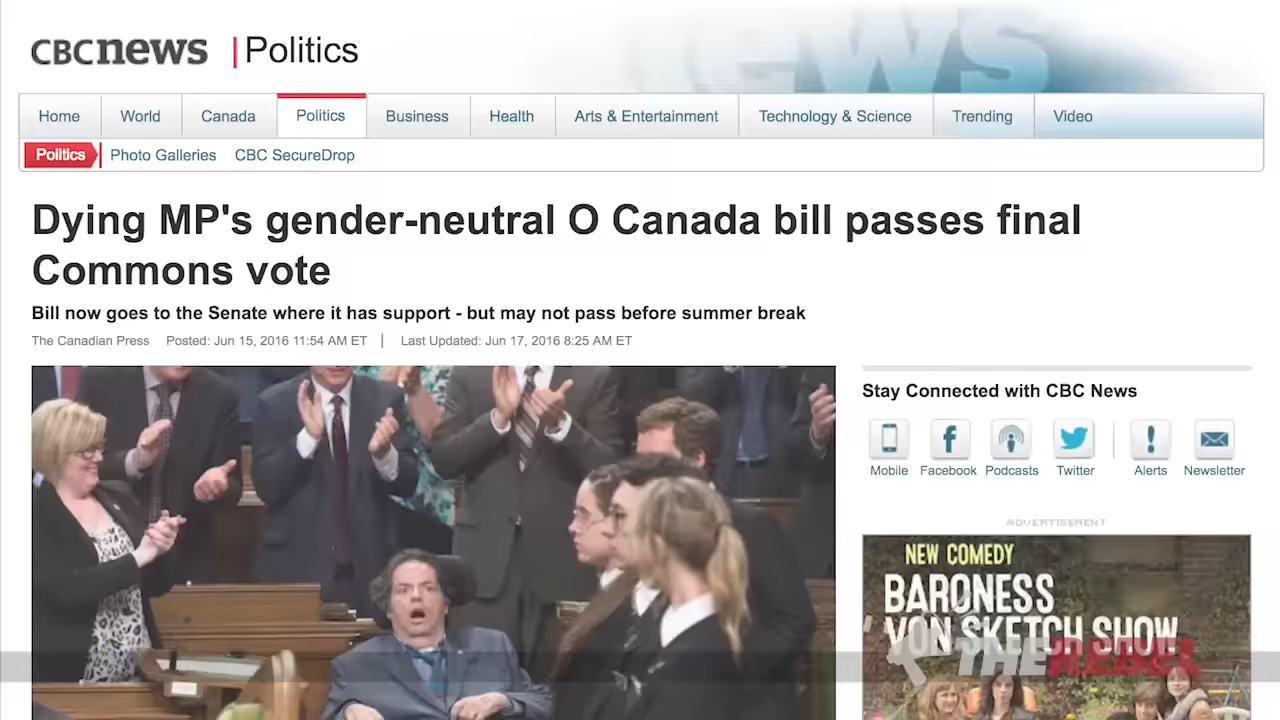 CBCnews | Politics
ews
Home World Canada Politics Business Health Arts & Entertainment Technology & Science Trending Video
Politics Photo Galleries CBC SecureDrop
Dying MP's gender-neutral O Canada bill passes final
Commons vote
Bill now goes to the Senate where it has support - but may not pass before summer break
The Canadian Press Posted: Jun 15, 2016 11:54 AM ET | Last Updated: Jun 17, 2016 8:25 AM ET
Stay Connected with CBC News
Mobile Facebook Podcasts Twitter Alerts Newsletter
ADVERTISEMENT
NEW COMEDY
BARONESS
VON SKETCH SHOW
THE REBEL